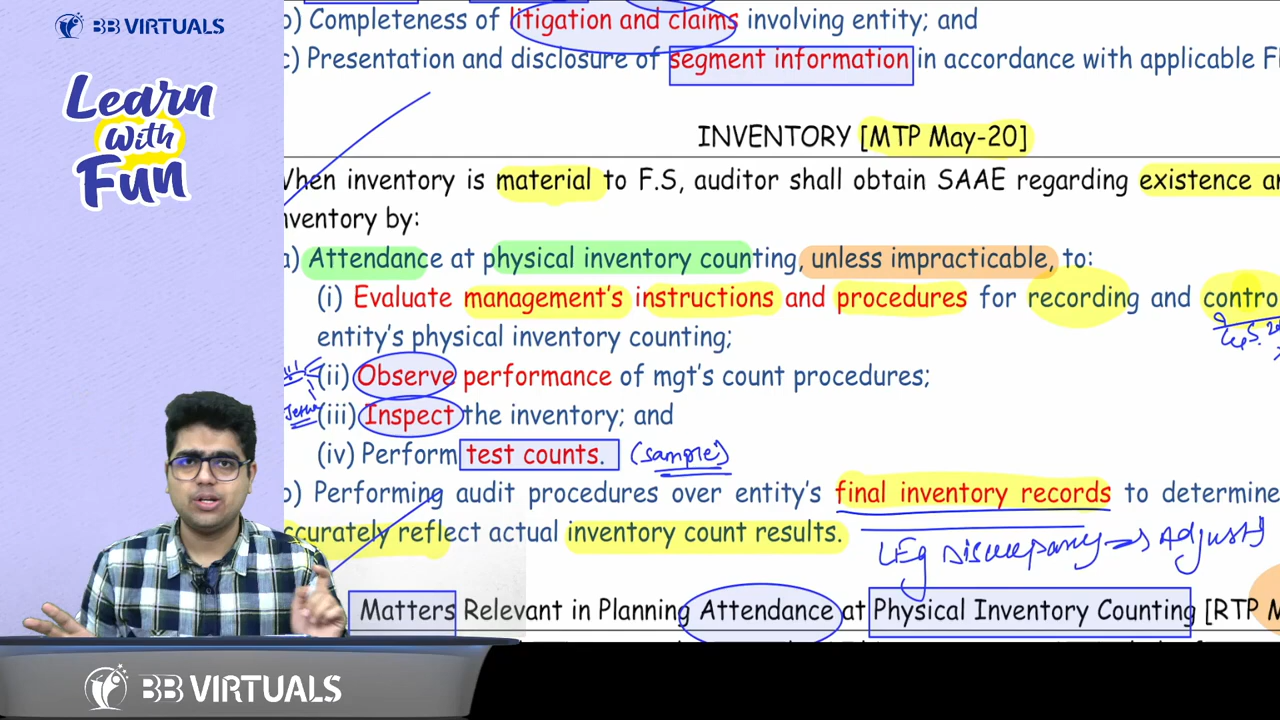 BB VIRTUALS
Learn
With
Fun
b) Completeness of litigation and claims involving entity; and
c) Presentation and disclosure of segment information in accordance with applicable
INVENTORY [MTP May-20]
When inventory is material to F.S, auditor shall obtain SAAE regarding existence
inventory by:
a) Attendance at physical inventory counting, unless impracticable, to:
(i) Evaluate management's instructions and procedures for recording and
entity's physical inventory counting;
(ii) Observe performance of mgt's count procedures;
(iii) Inspect the inventory; and
(iv) Perform test counts. (sample)
b) Performing audit procedures over entity's final inventory records to determine
accurately reflect actual inventory count results.
Eg Discrepancy → Adjust
Matters Relevant in Planning Attendance at Physical Inventory Counting [RTP
BB VIRTUALS